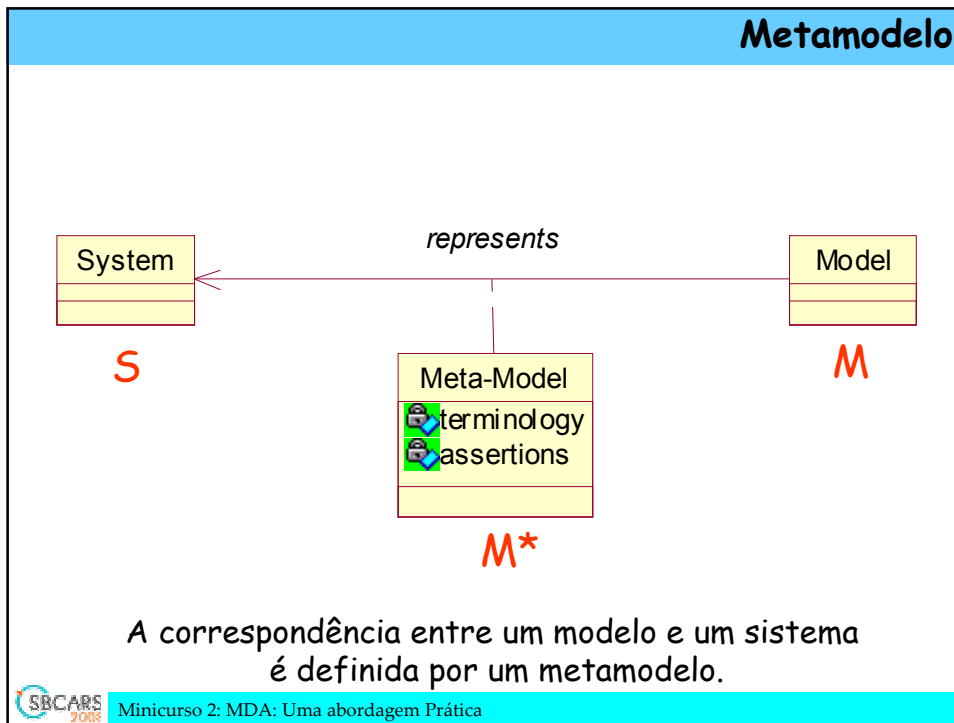 Metamodelo
represents
System
Model
S
M
Meta-Model
terminology
assertions
M*
A correspondência entre um modelo e um sistema
é definida por um metamodelo.
SBCARS
Minicurso 2: MDA: Uma abordagem Prática